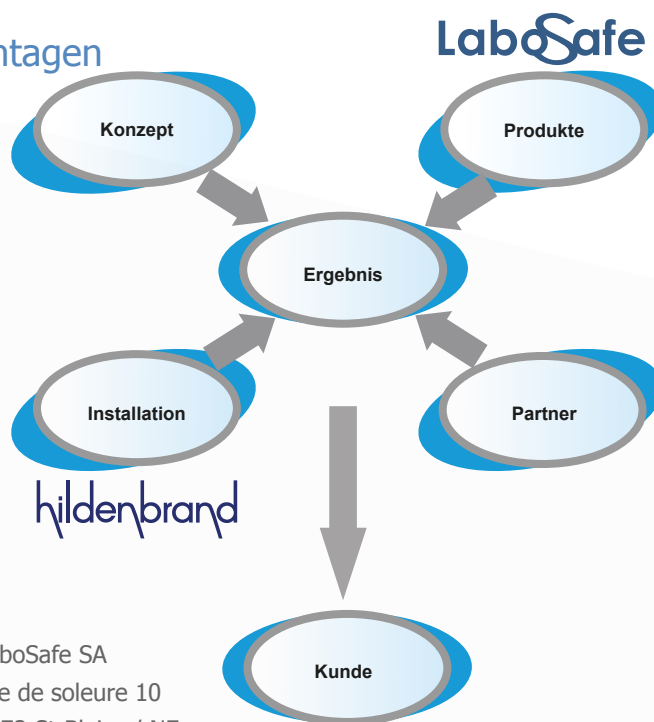 LaboSafe
ntagen
Konzept
Produkte
Ergebnis
Installation
Partner
hildenbrand
boSafe SA
e de soleure 10
Kunde